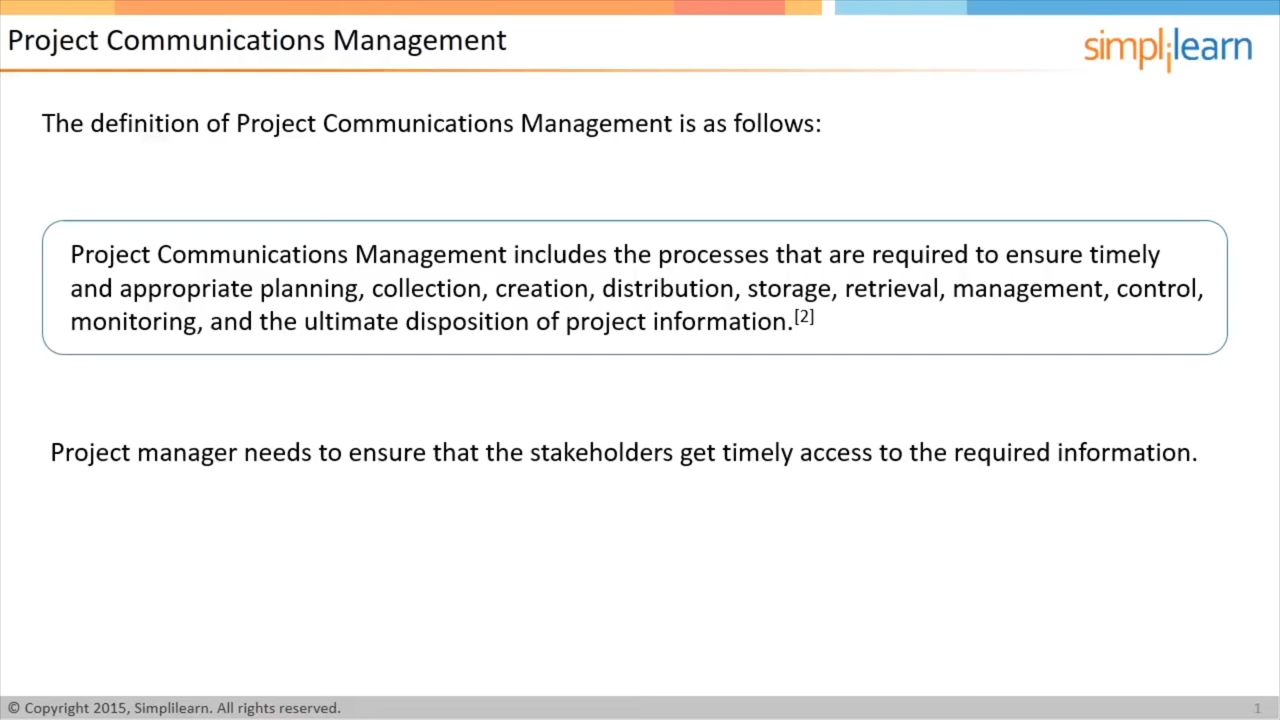 Project Communications Management
simplilearn
The definition of Project Communications Management is as follows:
Project Communications Management includes the processes that are required to ensure timely
and appropriate planning, collection, creation, distribution, storage, retrieval, management, control,
monitoring, and the ultimate disposition of project information.[2]
Project manager needs to ensure that the stakeholders get timely access to the required information.
© Copyright 2015, Simplilearn. All rights reserved.
1